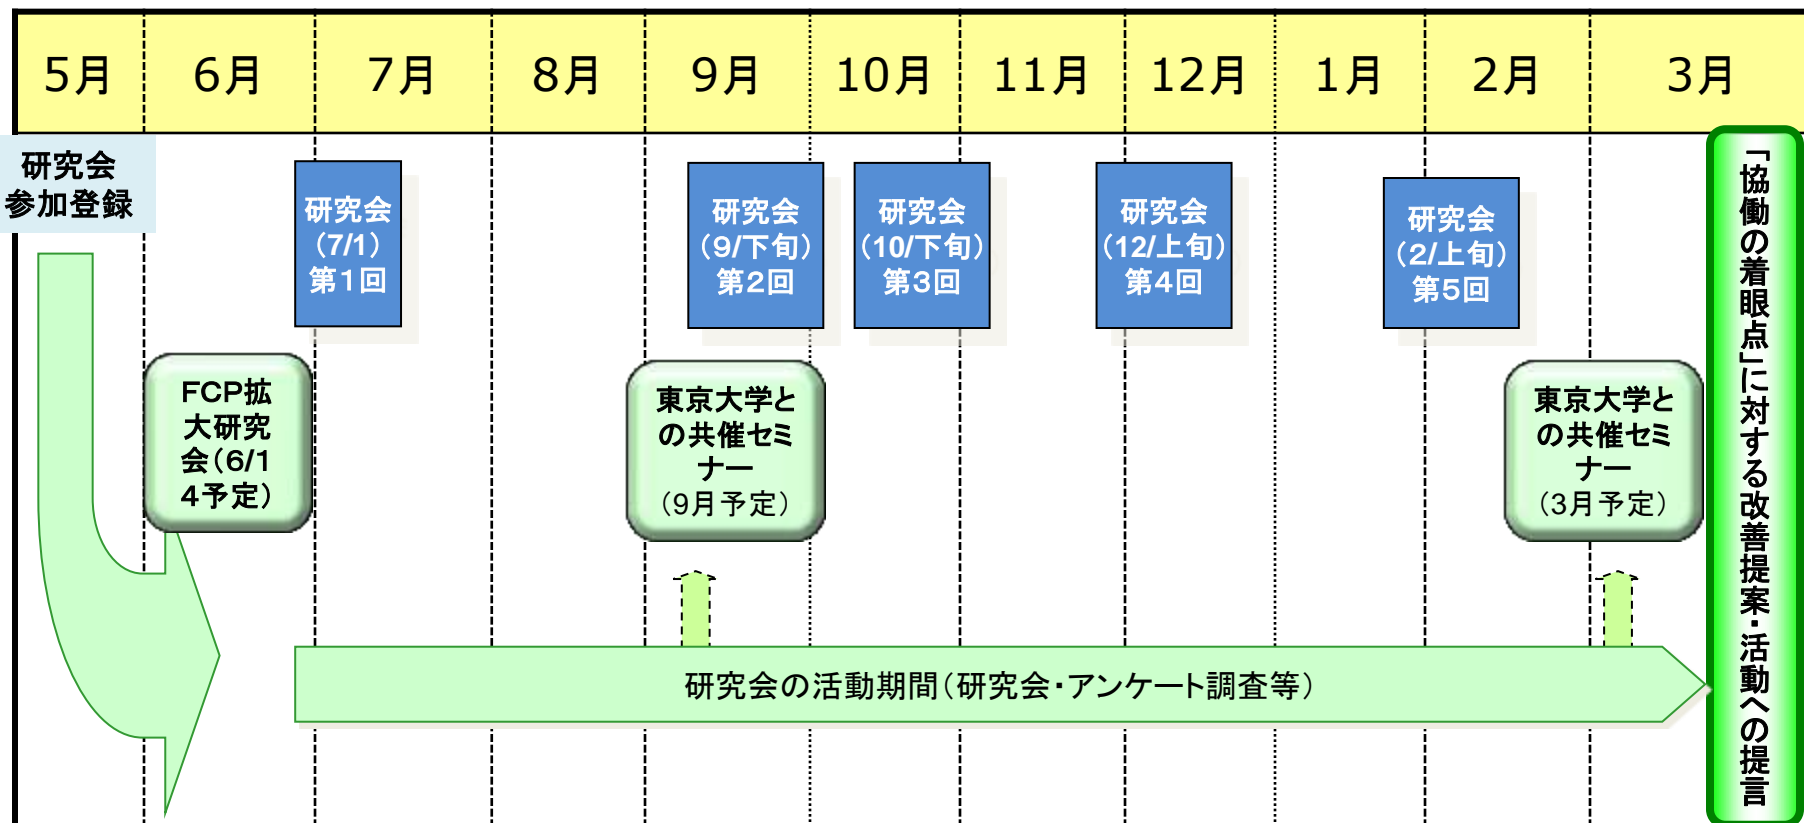 5月
6月
7月
8月
9月
10月
11月
12月
1月
2月
3月
研究会
参加登録
研究会
(7/1)
第1回
研究会
(9/下旬)
第2回
研究会
(10/下旬)
第3回
研究会
(12/上旬)
第4回
研究会
(2/上旬)
第5回
FCP拡
大研究
会(6/1
4予定)
東京大学と
の共催セミ
ナー
(9月予定)
東京大学と
の共催セミ
ナー
(3月予定)
研究会の活動期間(研究会・アンケート調査等)
「協働の着眼点」に対する改善提案・活動への提言